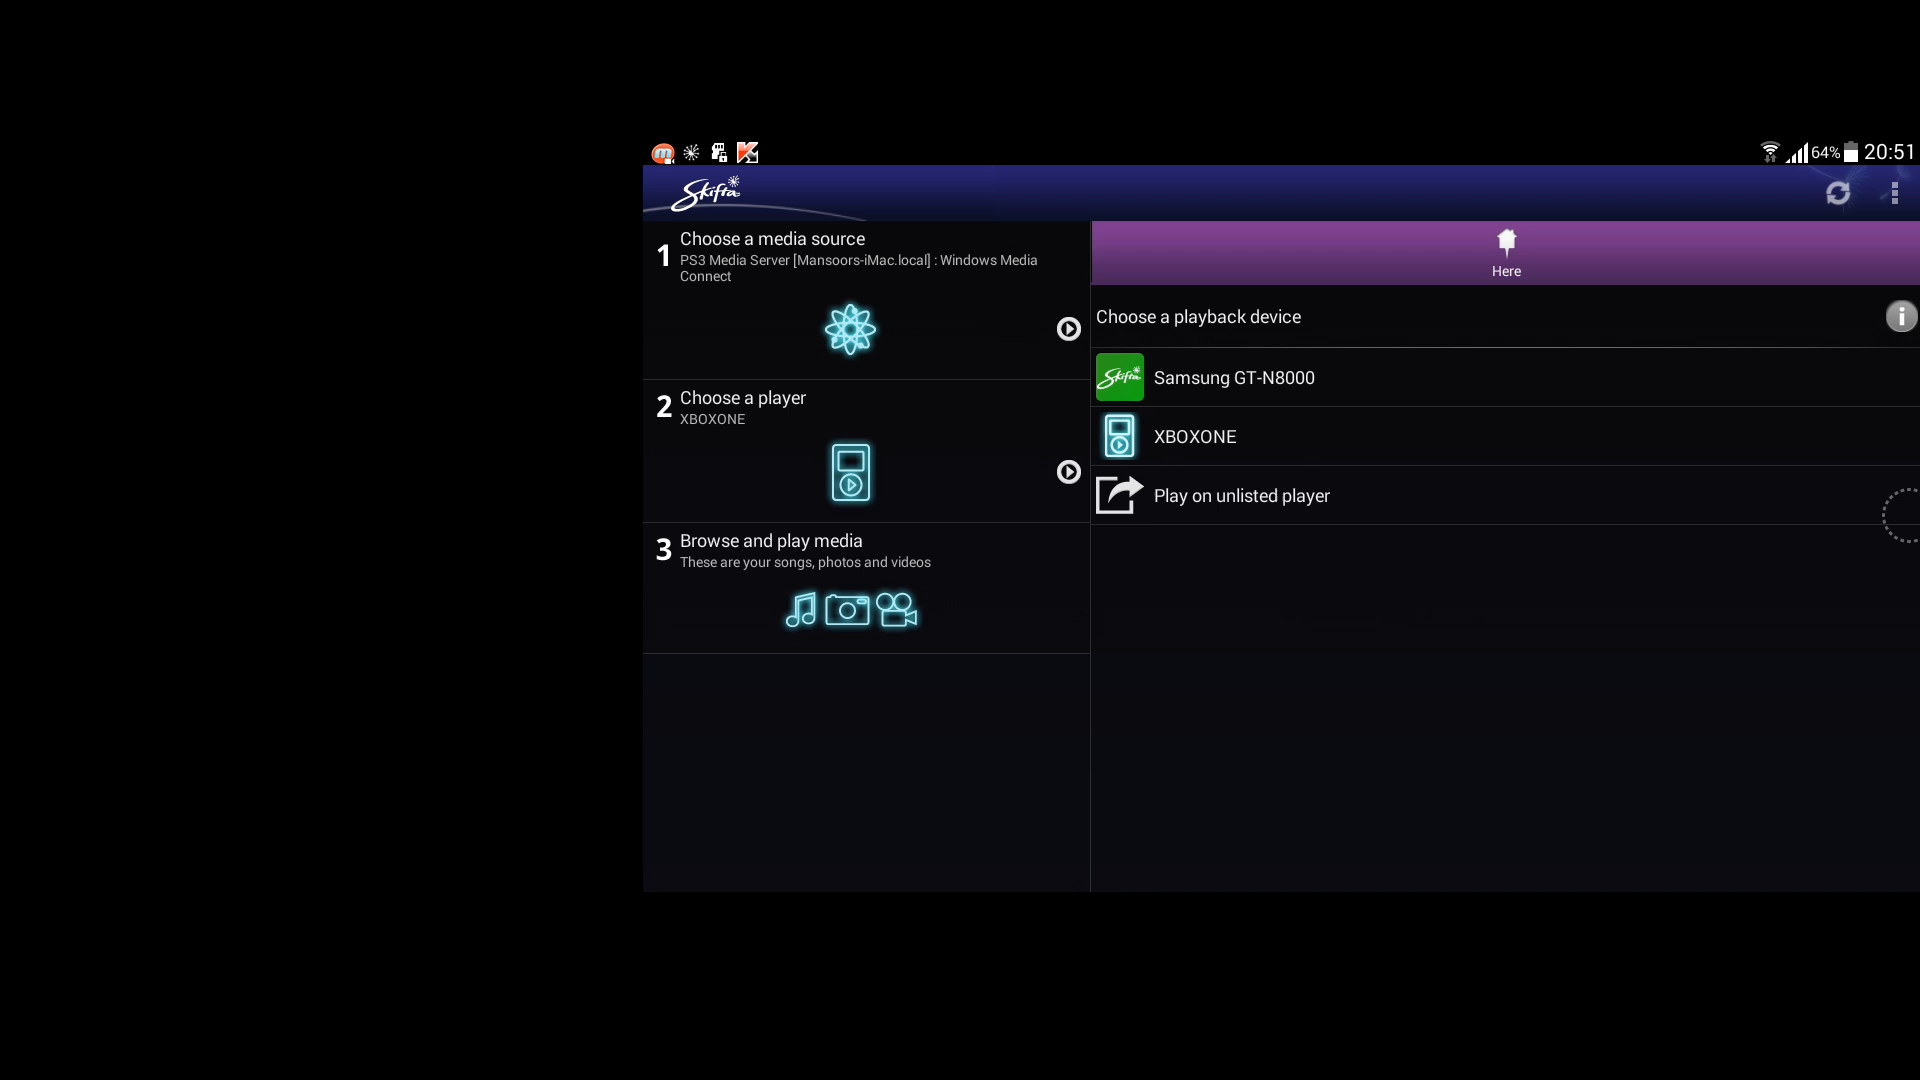 64% 20:51
Skifta
1 Choose a media source
PS3 Media Server [Mansoors-iMac.local] : Windows Media
Connect
2 Choose a player
XBOXONE
3 Browse and play media
These are your songs, photos and videos
Here
Choose a playback device
Skifta Samsung GT-N8000
XBOXONE
Play on unlisted player